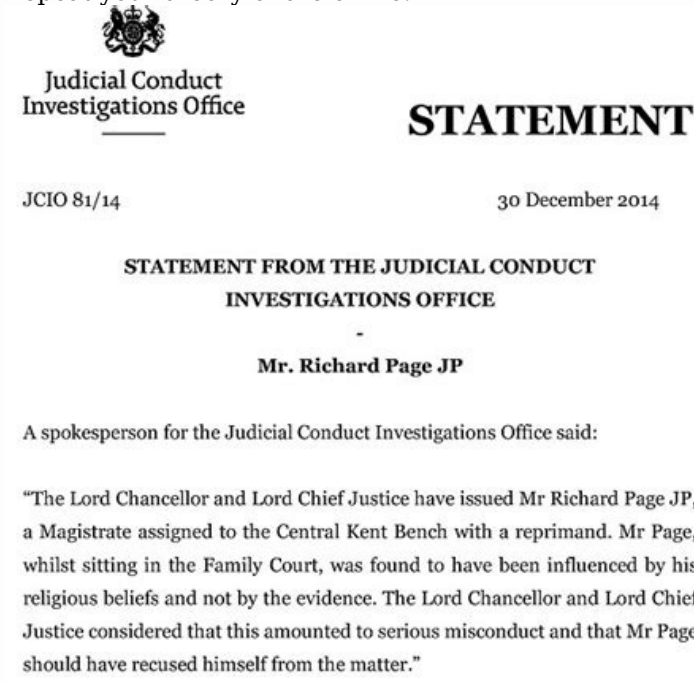 Judicial Conduct
Investigations Office
STATEMENT
JCIO 81/14
30 December 2014
STATEMENT FROM THE JUDICIAL CONDUCT
INVESTIGATIONS OFFICE
-
Mr. Richard Page JP
A spokesperson for the Judicial Conduct Investigations Office said:
“The Lord Chancellor and Lord Chief Justice have issued Mr Richard Page JP,
a Magistrate assigned to the Central Kent Bench with a reprimand. Mr Page,
whilst sitting in the Family Court, was found to have been influenced by his
religious beliefs and not by the evidence. The Lord Chancellor and Lord Chief
Justice considered that this amounted to serious misconduct and that Mr Page
should have recused himself from the matter.”